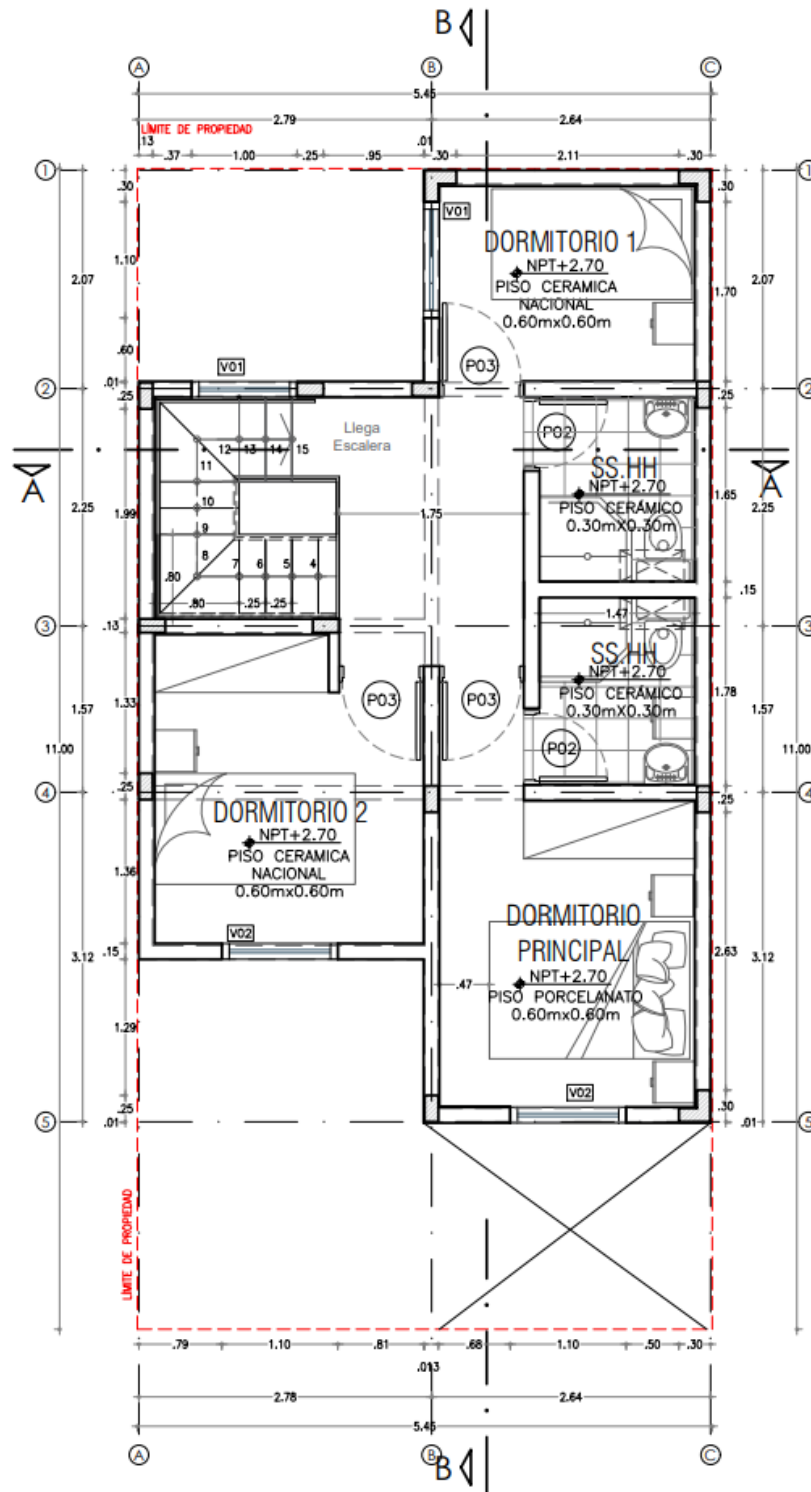 B
A
B
C
5.45
2.79
2.64
LÍMITE DE PROPIEDAD
.13
.37
1.00
.25
.95
.01
.30
2.11
.30
1
1
.30
.30
V01
DORMITORIO 1
NPT+2.70
PISO CERAMICA
NACIONAL
0.60mx0.60m
1.10
2.07
1.70
2.07
.60
V01
P03
.01
2
2
.25
.25
Llega
Escalera
P02
12
13
14
15
11
SS.HH
A
A
NPT+2.70
PISO CERÁMICO
0.30mX0.30m
10
9
8
7
6
5
4
2.25
1.99
1.75
1.65
2.25
.80
.80
.25
.25
.15
1.47
3
3
.13
SS.HH
NPT+2.70
PISO CERÁMICO
0.30mX0.30m
P03
P03
P02
1.57
1.33
1.78
1.57
11.00
11.00
.25
.25
4
4
DORMITORIO 2
NPT+2.70
PISO CERAMICA
NACIONAL
0.60mx0.60m
1.36
V02
DORMITORIO
PRINCIPAL
NPT+2.70
PISO PORCELANATO
0.60mx0.60m
.47
3.12
.15
2.63
3.12
1.29
V02
.25
.30
5
5
.01
.01
LÍMITE DE PROPIEDAD
.79
1.10
.81
.68
1.10
.50
.30
.013
2.78
2.64
5.45
A
B
C
B